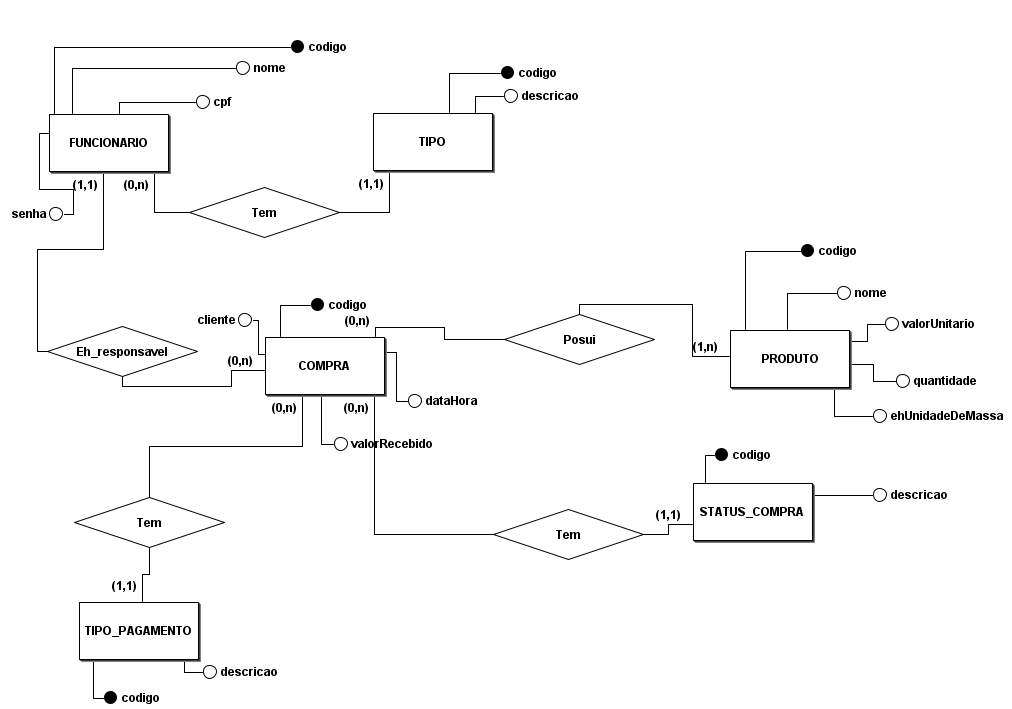 codigo
nome
codigo
descricao
cpf
FUNCIONARIO
TIPO
(1,1)
(0,n)
(1,1)
senha
Tem
codigo
nome
codigo
cliente
(0,n)
valorUnitario
Eh_responsavel
Posui
(1,n)
PRODUTO
(0,n)
COMPRA
quantidade
dataHora
(0,n)
(0,n)
ehUnidadeDeMassa
valorRecebido
codigo
descricao
STATUS_COMPRA
(1,1)
Tem
Tem
(1,1)
TIPO_PAGAMENTO
descricao
codigo